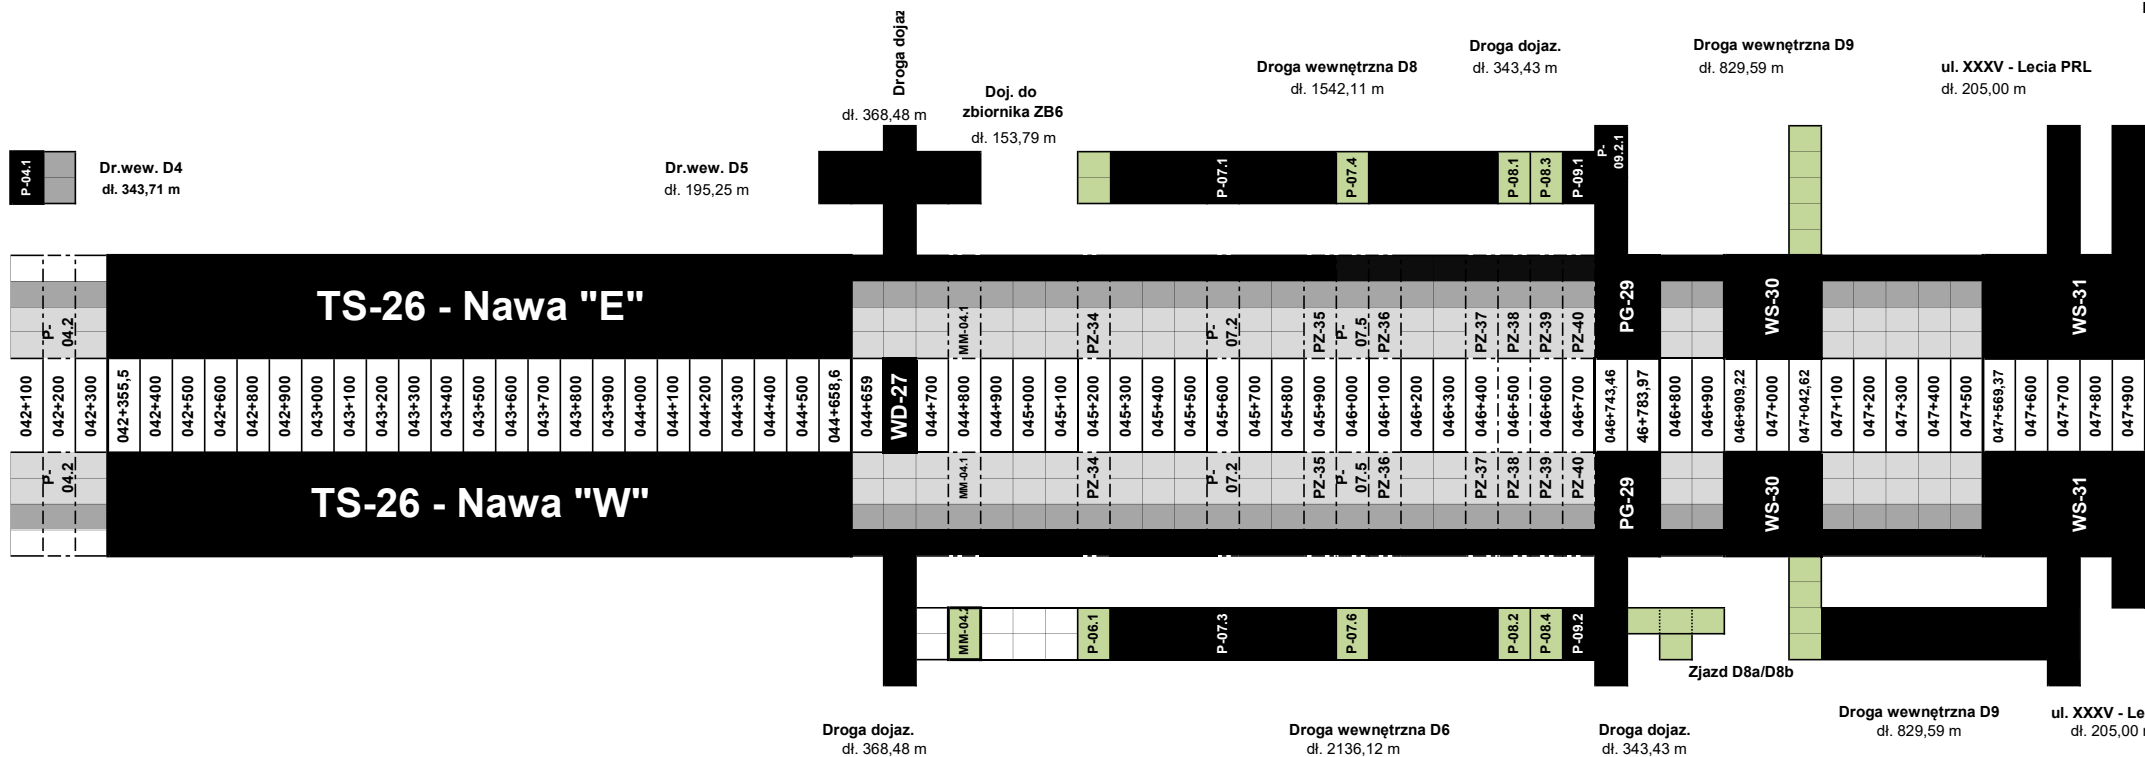 Droga dojaz
dł. 368,48 m
Doj. do
zbiornika ZB6
dł. 153,79 m
Droga wewnętrzna D8
dł. 1542,11 m
Droga dojaz.
dł. 343,43 m
Droga wewnętrzna D9
dł. 829,59 m
ul. XXXV - Lecia PRL
dł. 205,00 m
P-04.1
Dr.wew. D4
dł. 343,71 m
Dr.wew. D5
dł. 195,25 m
P-07.1
P-07.4
P-08.1
P-08.3
P-09.1
P-
09.2.1
P-
04.2
TS-26 - Nawa "E"
MM-04.1
PZ-34
P-
07.2
PZ-35
P-
07.5
PZ-36
PZ-37
PZ-38
PZ-39
PZ-40
PG-29
WS-30
WS-31
042+100
042+200
042+300
042+355,5
042+400
042+500
042+600
042+800
042+900
043+000
043+100
043+200
043+300
043+400
043+500
043+600
043+700
043+800
043+900
044+000
044+100
044+200
044+300
044+400
044+500
044+658,6
044+659
WD-27
044+700
044+800
044+900
045+000
045+100
045+200
045+300
045+400
045+500
045+600
045+700
045+800
045+900
046+000
046+100
046+200
046+300
046+400
046+500
046+600
046+700
046+743,46
46+783,97
046+800
046+900
046+909,22
047+000
047+042,62
047+100
047+200
047+300
047+400
047+500
047+569,37
047+600
047+700
047+800
047+900
P-
04.2
TS-26 - Nawa "W"
MM-04.1
PZ-34
P-
07.2
PZ-35
P-
07.5
PZ-36
PZ-37
PZ-38
PZ-39
PZ-40
PG-29
WS-30
WS-31
MM-04.2
P-06.1
P-07.3
P-07.6
P-08.2
P-08.4
P-09.2
Zjazd D8a/D8b
Droga dojaz.
dł. 368,48 m
Droga wewnętrzna D6
dł. 2136,12 m
Droga dojaz.
dł. 343,43 m
Droga wewnętrzna D9
dł. 829,59 m
ul. XXXV - Le
dł. 205,00